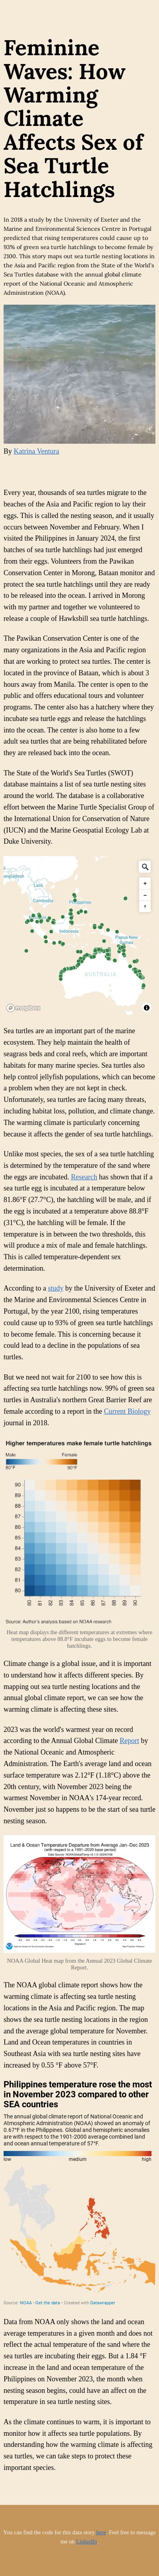 Feminine
Waves: How
Warming
Climate
Affects Sex of
Sea Turtle
Hatchlings
In 2018 a study by the University of Exeter and the
Marine and Environmental Sciences Centre in Portugal
predicted that rising temperatures could cause up to
93% of green sea turtle hatchlings to become female by
2100. This story maps out sea turtle nesting locations in
the Asia and Pacific region from the State of the World's
Sea Turtles database with the annual global climate
report of the National Oceanic and Atmospheric
Administration (NOAA).
By Katrina Ventura
Every year, thousands of sea turtles migrate to the
beaches of the Asia and Pacific region to lay their
eggs. This is called the nesting season, and it mostly
occurs between November and February. When I
visited the Philippines in January 2024, the first
batches of sea turtle hatchlings had just emerged
from their eggs. Volunteers from the Pawikan
Conservation Center in Morong, Bataan monitor and
protect the sea turtle hatchlings until they are ready
to be released into the ocean. I arrived in Morong
right on time and together we volunteered to
release a couple of Hawksbill sea turtle hatchlings.
The Pawikan Conservation Center is one of the
many organizations in the Asia and Pacific region
that are working to protect sea turtles. The center is
located in the province of Bataan, which is about 3
hours away from Manila. The center is open to the
public and offers educational tours and volunteer
programs. The center also has a hatchery where they
incubate sea turtle eggs and release the hatchlings
into the ocean. The center is also home to a few
adult sea turtles that are being rehabilitated before
they are released back into the ocean.
The State of the World's Sea Turtles (SWOT)
database maintains a list of sea turtle nesting sites
around the world. The database is a collaboration
effort between the Marine Turtle Specialist Group of
the International Union for Conservation of Nature
(IUCN) and the Marine Geospatial Ecology Lab at
Duke University.
Laos
Cambodia
Philippines
Indonesia
Papua New
Guinea
AUSTRALIA
mapbox
Sea turtles are an important part of the marine
ecosystem. They help maintain the health of
seagrass beds and coral reefs, which are important
habitats for many marine species. Sea turtles also
help control jellyfish populations, which can become
a problem when they are not kept in check.
Unfortunately, sea turtles are facing many threats,
including habitat loss, pollution, and climate change.
The warming climate is particularly concerning
because it affects the gender of sea turtle hatchlings.
Unlike most species, the sex of a sea turtle hatchling
is determined by the temperature of the sand where
the eggs are incubated. Research has shown that if a
sea turtle egg is incubated at a temperature below
81.86°F (27.7°C), the hatchling will be male, and if
the egg is incubated at a temperature above 88.8°F
(31°C), the hatchling will be female. If the
temperature is in between the two thresholds, this
will produce a mix of male and female hatchlings.
This is called temperature-dependent sex
determination.
According to a study by the University of Exeter and
the Marine and Environmental Sciences Centre in
Portugal, by the year 2100, rising temperatures
could cause up to 93% of green sea turtle hatchlings
to become female. This is concerning because it
could lead to a decline in the populations of sea
turtles.
But we need not wait for 2100 to see how this is
affecting sea turtle hatchlings now. 99% of green sea
turtles in Australia's northern Great Barrier Reef are
female according to a report in the Current Biology
journal in 2018.
Higher temperatures make female turtle hatchlings
Male Female
80°F 90°F
90
89
88
87
86
85
84
83
82
81
80
80 81 82 83 84 85 86 87 88 89 90
Source: Author's analysis based on NOAA research
Heat map displays the different temperatures at extremes where
temperatures above 88.8°F incubate eggs to become female
hatchlings.
Climate change is a global issue, and it is important
to understand how it affects different species. By
mapping out sea turtle nesting locations and the
annual global climate report, we can see how the
warming climate is affecting sea turtles.
2023 was the world's warmest year on record
according to the Annual Global Climate Report by
the National Oceanic and Atmospheric
Administration. The Earth's average land and ocean
surface temperature was 2.12°F (1.18°C) above the
20th century, with November 2023 being the
warmest November in NOAA's 174-year record.
November just so happens to be the start of sea turtle
nesting season.
Land & Ocean Temperature Departure from Average Jan-Dec 2023
(with respect to a 1991-2020 base period)
NOAA Global Heat map from the Annual 2023 Global Climate
Report.
The NOAA global climate report shows how the
warming climate is affecting sea turtle nesting
locations in the Asia and Pacific region. The map
shows the sea turtle nesting locations in the region
and the average global temperature for November.
Land and Ocean temperatures in countries in
Southeast Asia with sea turtle nesting sites have
increased by 0.55 °F above 57°F.
Philippines temperature rose the most
in November 2023 compared to other
SEA countries
The annual global climate report of National Oceanic and
Atmospheric Administration (NOAA) showed an anomaly of
0.67°F in the Philippines. Global and hemispheric anomalies
are with respect to the 1901-2000 average combined land
and ocean annual temperature of 57°F.
low medium high
Source: NOAA • Get the data • Created with Datawrapper
Data from NOAA only shows the land and ocean
average temperatures in a given month and does not
reflect the actual temperature of the sand where the
sea turtles are incubating their eggs. But a 1.84 °F
increase in the land and ocean temperature of the
Philippines on November 2023, the month when
nesting season begins, could have an affect on the
temperature in sea turtle nesting sites.
As the climate continues to warm, it is important to
monitor how it affects sea turtle populations. By
understanding how the warming climate is affecting
sea turtles, we can take steps to protect these
important species.
You can find the code for this data story here. Feel free to message
me on LinkedIn.